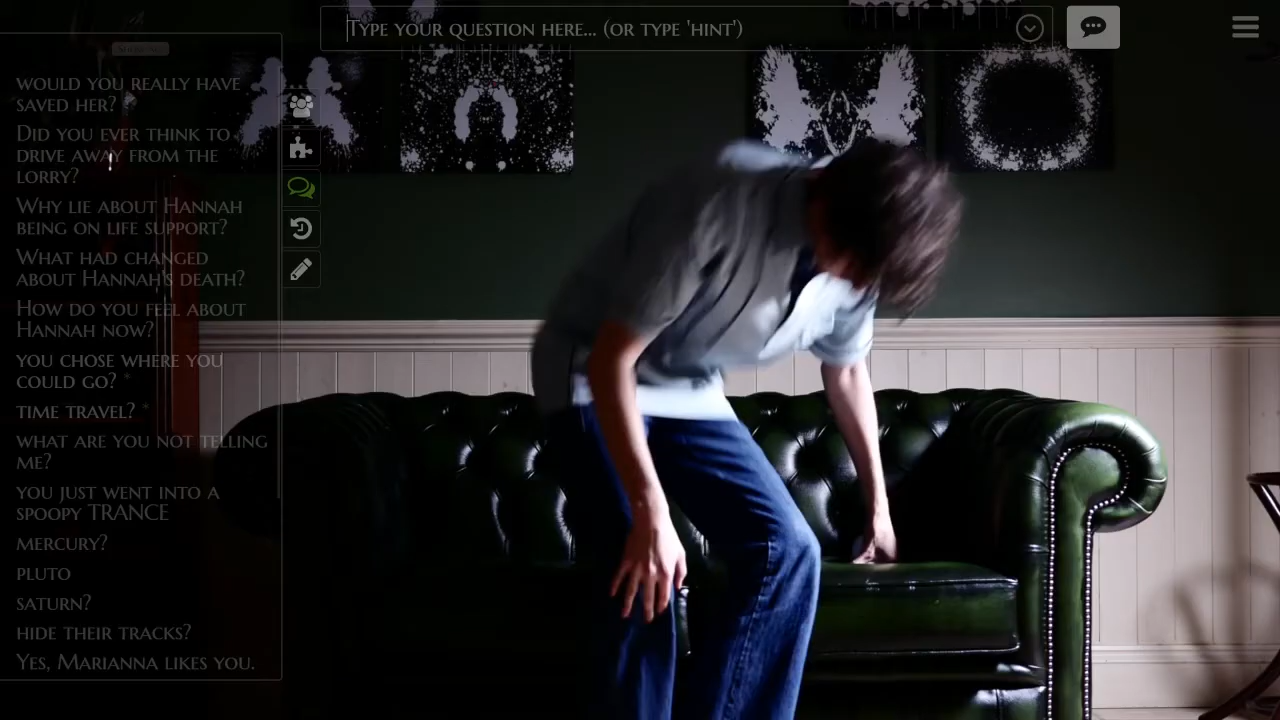 Type your question here... (or type 'hint')
would you really have
saved her? *
Did you ever think to
drive away from the
lorry?
Why lie about Hannah
being on life support?
What had changed
about Hannah's death?
How do you feel about
Hannah now?
you chose where you
could go? *
time travel? *
what are you not telling
me?
you just went into a
spoopy TRANCE
mercury?
pluto
saturn?
hide their tracks?
Yes, Marianna likes you.